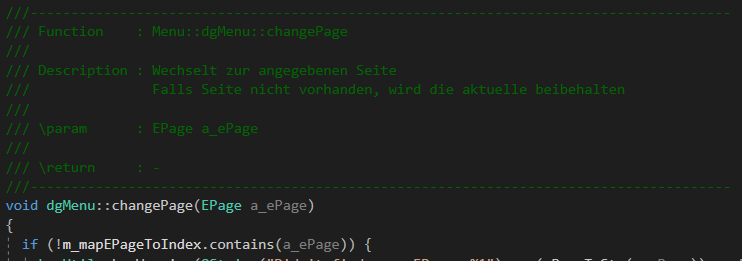 ///-----------------------------------------------------------------------------------------
/// Function    : Menu::dgMenu::changePage
///
/// Description : Wechselt zur angegebenen Seite
///               Falls Seite nicht vorhanden, wird die aktuelle beibehalten
///
/// \param      : EPage a_ePage
///
/// \return     : -
///-----------------------------------------------------------------------------------------
void dgMenu::changePage(EPage a_ePage)
{
  if (!m_mapEPageToIndex.contains(a_ePage)) {